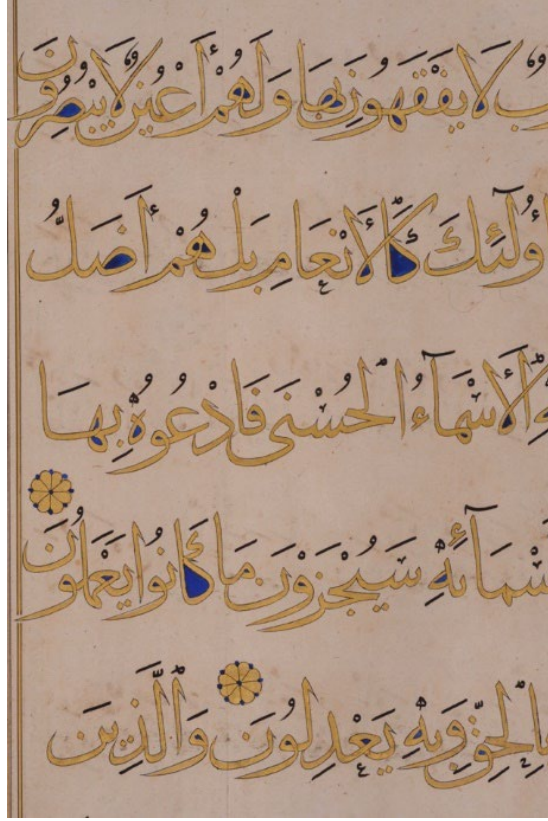 لَا يَفْقَهُونَ بِهَا وَلَهُمْ أَعْيُنٌ لَا يُبْصِرُونَ
أُولَٰئِكَ كَالْأَنْعَامِ بَلْ هُمْ أَضَلُّ
الْأَسْمَاءُ الْحُسْنَى فَادْعُوهُ بِهَا
سْمَائِهِ سَيُجْزَوْنَ مَا كَانُوا يَعْمَلُونَ
بِالْحَقِّ وَبِهِ يَعْدِلُونَ وَالَّذِينَ